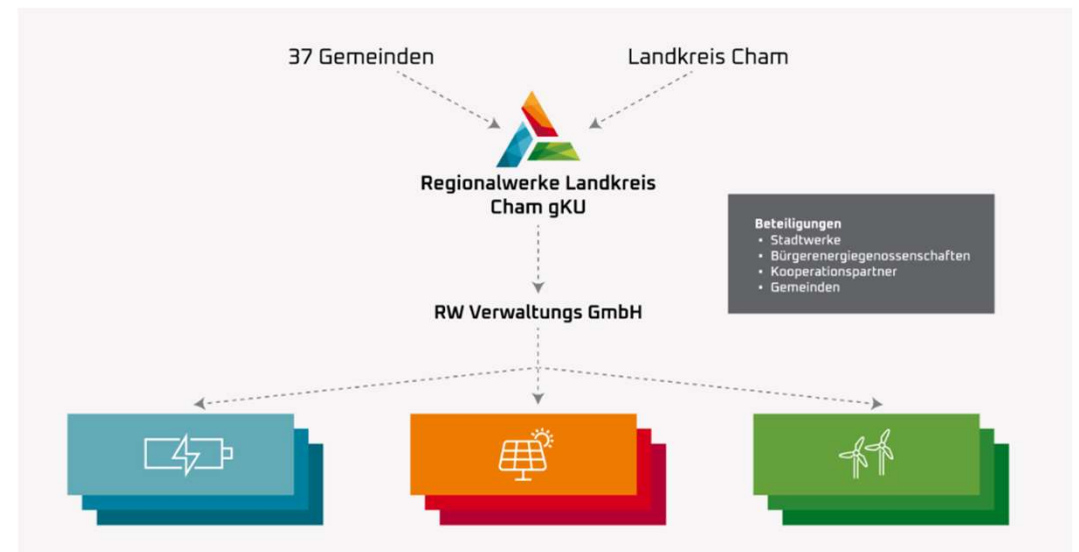 37 Gemeinden
Landkreis Cham
Regionalwerke Landkreis
Cham gKU
Beteiligungen
• Stadtwerke
• Bürgerenergiegenossenschaften
• Kooperationspartner
• Gemeinden
RW Verwaltungs GmbH